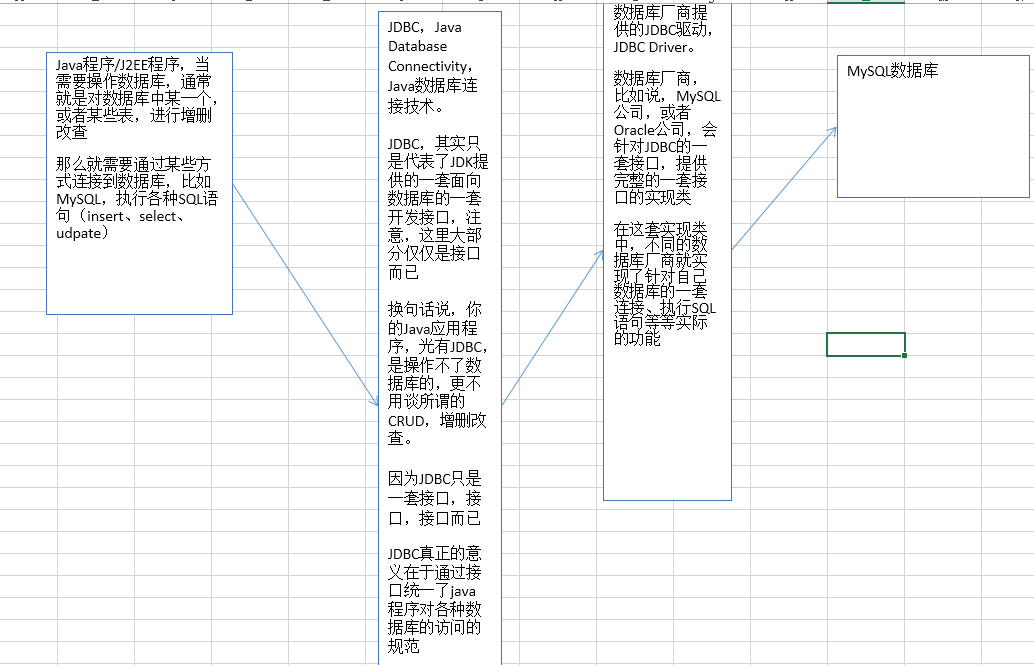 Java程序/J2EE程序，当
需要操作数据库，通常
就是对数据库中某一个，
或者某些表，进行增删
改查
那么就需要通过某些方
式连接到数据库，比如
MySQL，执行各种SQL语
句（insert、select、
udpate）
JDBC，Java
Database
Connectivity，
Java数据库连
接技术。
JDBC，其实只
是代表了JDK提
供的一套面向
数据库的一套
开发接口，注
意，这里大部
分仅仅是接口
而已
换句话说，你
的Java应用程
序，光有JDBC，
是操作不了数
据库的，更不
用谈所谓的
CRUD，增删改
查。
因为JDBC只是
一套接口，接
口，接口而已
JDBC真正的意
义在于通过接
口统一了java
程序对各种数
据库的访问的
规范
数据库厂商提
供的JDBC驱动，
JDBC Driver。
数据库厂商，
比如说，MySQL
公司，或者
Oracle公司，会
针对JDBC的一
套接口，提供
完整的一套接
口的实现类
在这套实现类
中，不同的数
据库厂商就实
现了针对自己
数据库的一套
连接、执行SQL
语句等等实际
的功能
MySQL数据库